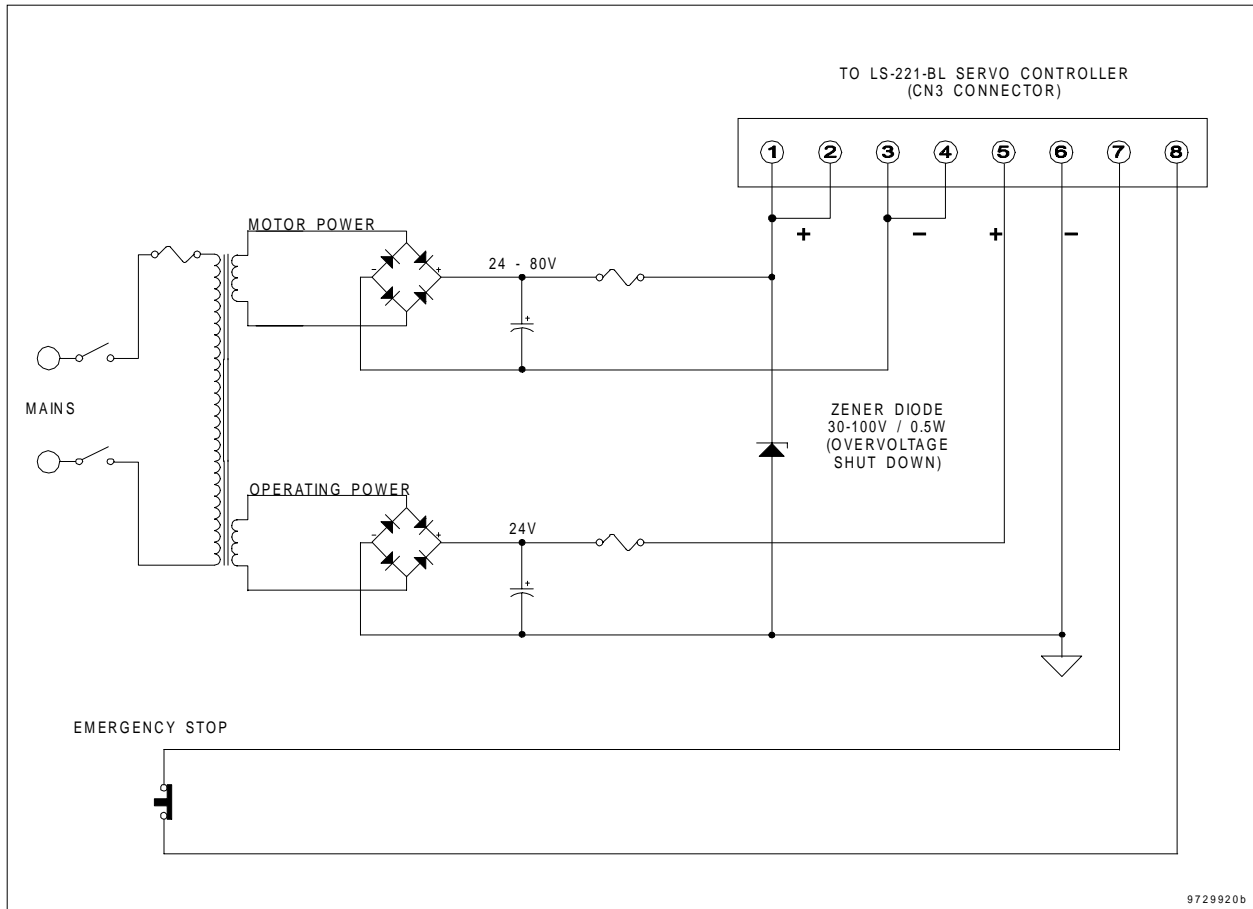 TO LS-221-BL SERVO CONTROLLER
(CN3 CONNECTOR)
1 2 3 4 5 6 7 8
MOTOR POWER
+ - + -
- +
24 - 80V
+
MAINS
ZENER DIODE
30-100V / 0.5W
(OVERVOLTAGE
SHUT DOWN)
OPERATING POWER
- +
24V
+
EMERGENCY STOP
9729920b